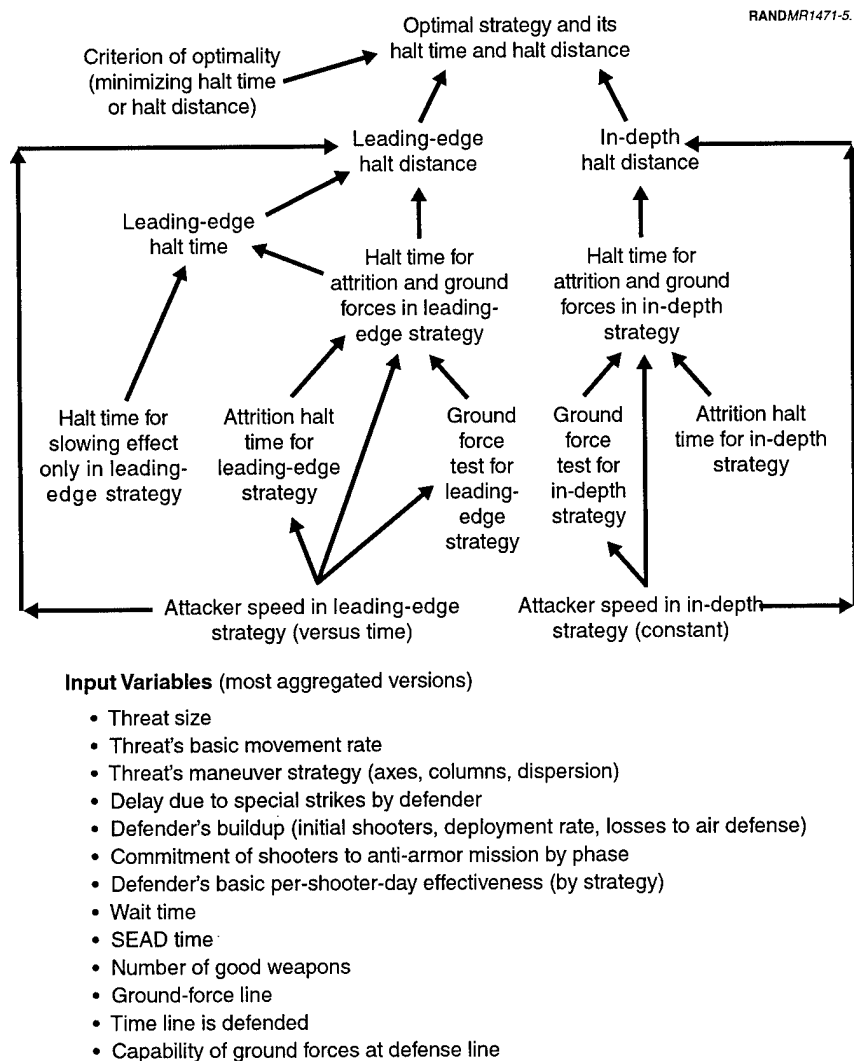 RANDMR1471-5.
Optimal strategy and its
halt time and halt distance
Criterion of optimality
(minimizing halt time
or halt distance)
Leading-edge
halt distance
In-depth
halt distance
Leading-edge
halt time
Halt time for
attrition and ground
forces in leading-
edge strategy
Halt time for
attrition and ground
forces in in-depth
strategy
Halt time for
slowing effect
only in leading-
edge strategy
Attrition halt
time for
leading-edge
strategy
Ground
force
test for
leading-
edge
strategy
Ground
force
test for
in-depth
strategy
Attrition halt
time for in-depth
strategy
Attacker speed in leading-edge
strategy (versus time)
Attacker speed in in-depth
strategy (constant)
Input Variables (most aggregated versions)
• Threat size
• Threat's basic movement rate
• Threat's maneuver strategy (axes, columns, dispersion)
• Delay due to special strikes by defender
• Defender's buildup (initial shooters, deployment rate, losses to air defense)
• Commitment of shooters to anti-armor mission by phase
• Defender's basic per-shooter-day effectiveness (by strategy)
• Wait time
• SEAD time
• Number of good weapons
• Ground-force line
• Time line is defended
• Capability of ground forces at defense line